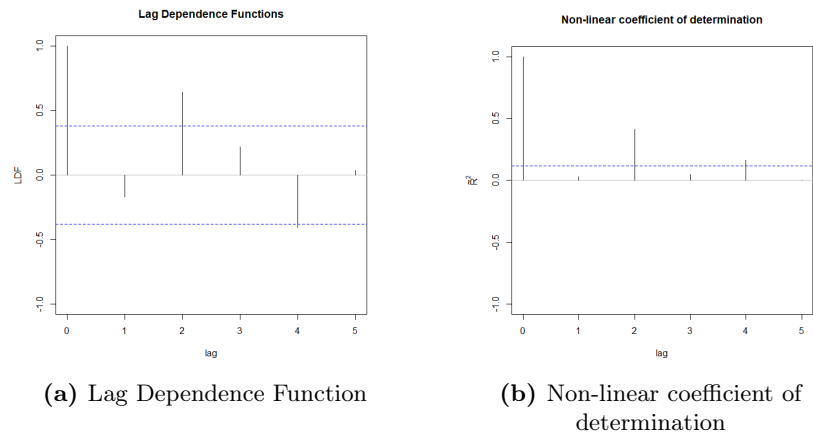 Lag Dependence Functions
1.0
0.5
0.0
-0.5
-1.0
LDF
0 1 2 3 4 5
lag
(a) Lag Dependence Function
Non-linear coefficient of determination
1.0
0.5
0.0
-0.5
-1.0
R̃²
0 1 2 3 4 5
lag
(b) Non-linear coefficient of
determination